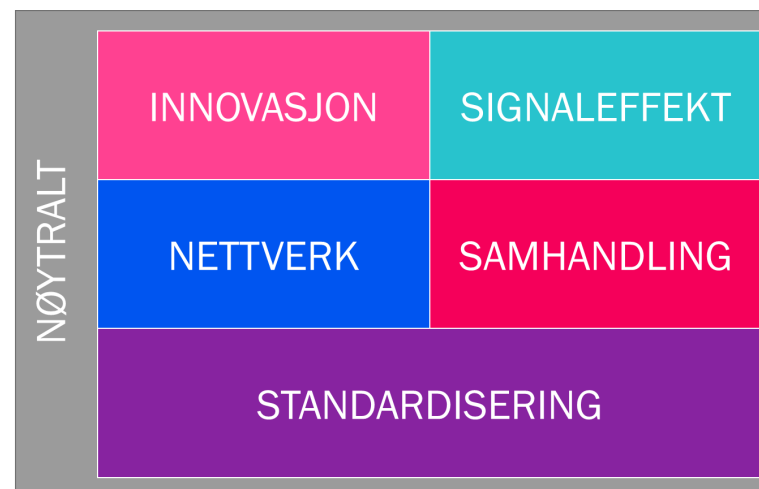 NØYTRALT
INNOVASJON
SIGNALEFFEKT
NETTVERK
SAMHANDLING
STANDARDISERING